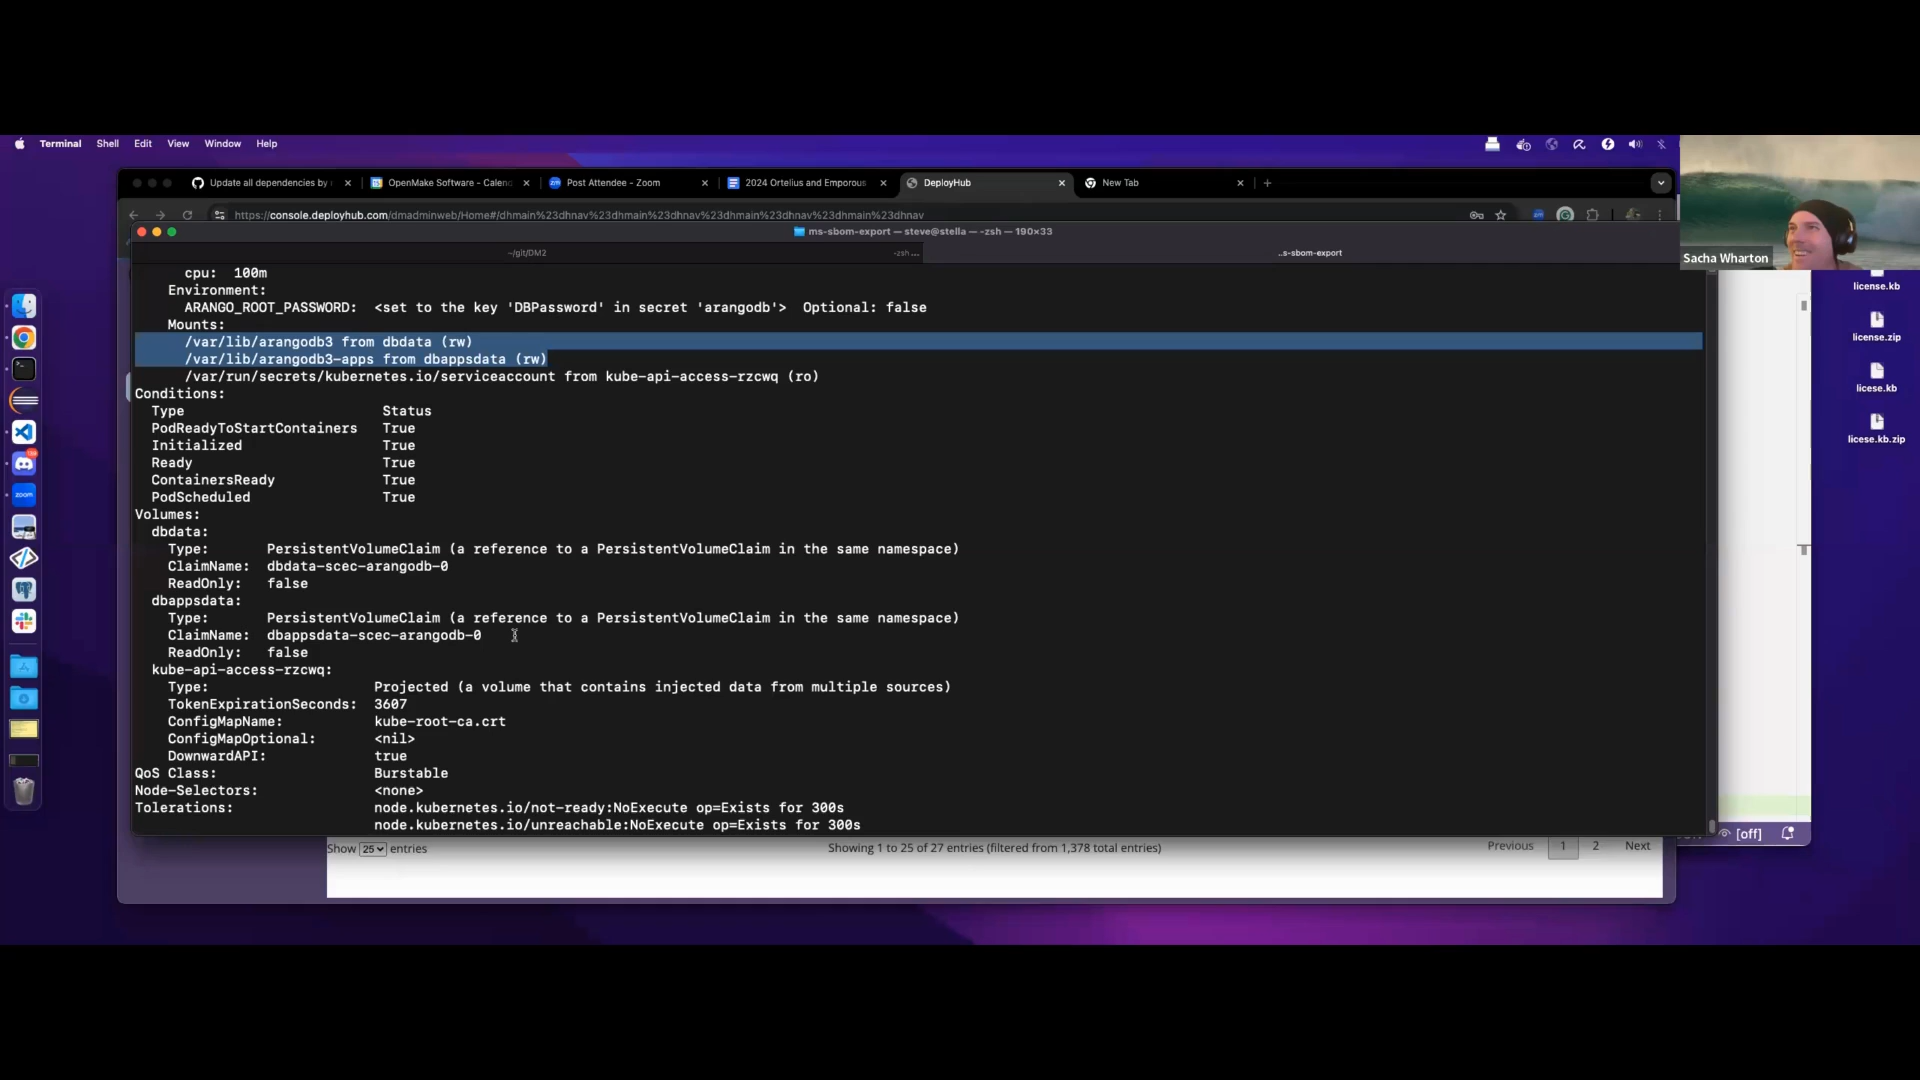 Terminal Shell Edit View Window Help
Update all dependencies by
OpenMake Software - Calend
Post Attendee - Zoom
2024 Ortelius and Emporous
DeployHub
New Tab
https://console.deployhub.com/dmadminweb/Home#/dhmain%23dhnav%23dhmain%23dhnav%23dhmain%23dhnav%23dhmain%23dhnav
ms-sbom-export — steve@stella — -zsh — 190×33
~/git/DM2 -zsh ... ..s-sbom-export
Sacha Wharton
cpu: 100m
Environment:
ARANGO_ROOT_PASSWORD: <set to the key 'DBPassword' in secret 'arangodb'> Optional: false
Mounts:
/var/lib/arangodb3 from dbdata (rw)
/var/lib/arangodb3-apps from dbappsdata (rw)
/var/run/secrets/kubernetes.io/serviceaccount from kube-api-access-rzcwq (ro)
Conditions:
Type Status
PodReadyToStartContainers True
Initialized True
Ready True
ContainersReady True
PodScheduled True
Volumes:
dbdata:
Type: PersistentVolumeClaim (a reference to a PersistentVolumeClaim in the same namespace)
ClaimName: dbdata-scec-arangodb-0
ReadOnly: false
dbappsdata:
Type: PersistentVolumeClaim (a reference to a PersistentVolumeClaim in the same namespace)
ClaimName: dbappsdata-scec-arangodb-0
ReadOnly: false
kube-api-access-rzcwq:
Type: Projected (a volume that contains injected data from multiple sources)
TokenExpirationSeconds: 3607
ConfigMapName: kube-root-ca.crt
ConfigMapOptional: <nil>
DownwardAPI: true
QoS Class: Burstable
Node-Selectors: <none>
Tolerations: node.kubernetes.io/not-ready:NoExecute op=Exists for 300s
node.kubernetes.io/unreachable:NoExecute op=Exists for 300s
Show 25 entries
Showing 1 to 25 of 27 entries (filtered from 1,378 total entries)
Previous 1 2 Next
[off]
license.kb
license.zip
licese.kb
licese.kb.zip
zoom